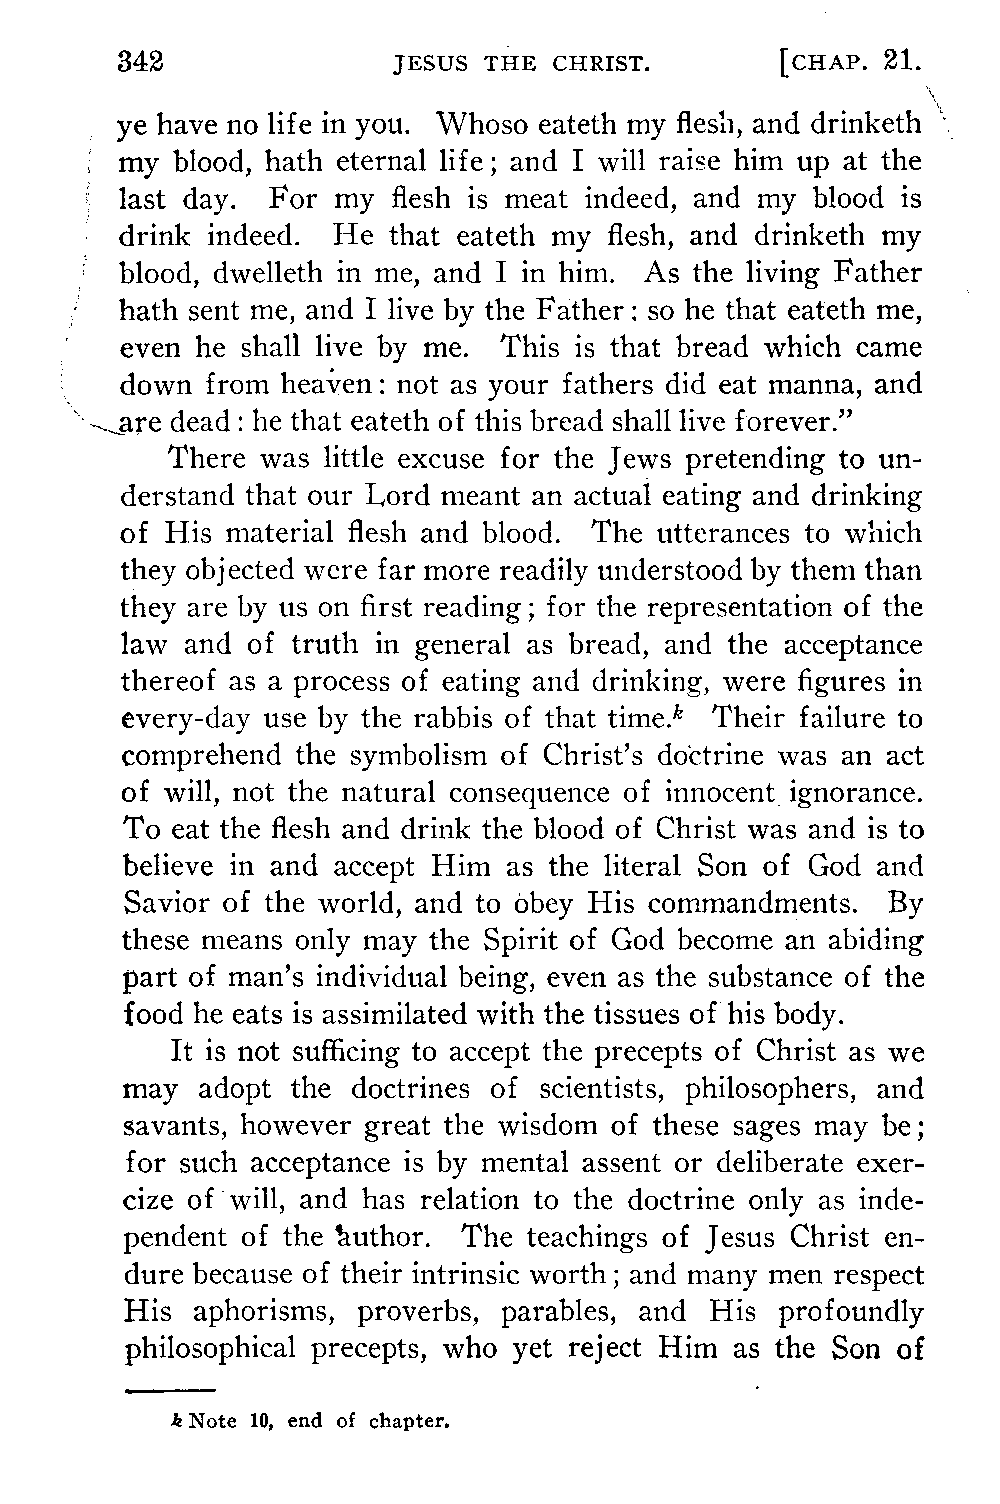 342 JESUS THE CHRIST. [CHAP. 21.
ye have no life in you. Whoso eateth my flesh, and drinketh
my blood, hath eternal life; and I will raise him up at the
last day. For my flesh is meat indeed, and my blood is
drink indeed. He that eateth my flesh, and drinketh my
blood, dwelleth in me, and I in him. As the living Father
hath sent me, and I live by the Father: so he that eateth me,
even he shall live by me. This is that bread which came
down from heaven: not as your fathers did eat manna, and
are dead: he that eateth of this bread shall live forever.”
There was little excuse for the Jews pretending to un-
derstand that our Lord meant an actual eating and drinking
of His material flesh and blood. The utterances to which
they objected were far more readily understood by them than
they are by us on first reading; for the representation of the
law and of truth in general as bread, and the acceptance
thereof as a process of eating and drinking, were figures in
every-day use by the rabbis of that time.k Their failure to
comprehend the symbolism of Christ’s doctrine was an act
of will, not the natural consequence of innocent ignorance.
To eat the flesh and drink the blood of Christ was and is to
believe in and accept Him as the literal Son of God and
Savior of the world, and to obey His commandments. By
these means only may the Spirit of God become an abiding
part of man’s individual being, even as the substance of the
food he eats is assimilated with the tissues of his body.
It is not sufficing to accept the precepts of Christ as we
may adopt the doctrines of scientists, philosophers, and
savants, however great the wisdom of these sages may be;
for such acceptance is by mental assent or deliberate exer-
cize of will, and has relation to the doctrine only as inde-
pendent of the author. The teachings of Jesus Christ en-
dure because of their intrinsic worth; and many men respect
His aphorisms, proverbs, parables, and His profoundly
philosophical precepts, who yet reject Him as the Son of
k Note 10, end of chapter.